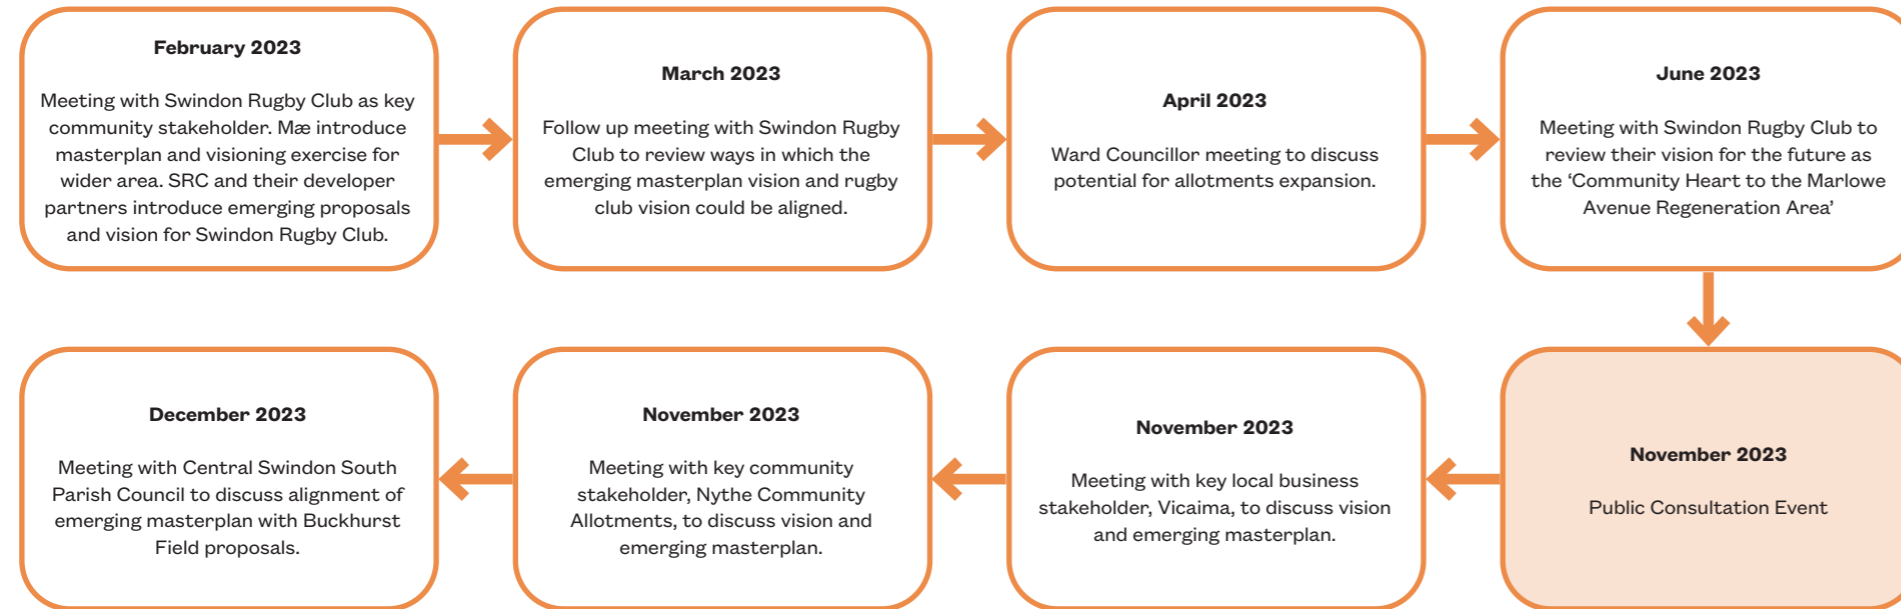 February 2023
Meeting with Swindon Rugby Club as key
community stakeholder. Mæ introduce
masterplan and visioning exercise for
wider area. SRC and their developer
partners introduce emerging proposals
and vision for Swindon Rugby Club.
March 2023
Follow up meeting with Swindon Rugby
Club to review ways in which the
emerging masterplan vision and rugby
club vision could be aligned.
April 2023
Ward Councillor meeting to discuss
potential for allotments expansion.
June 2023
Meeting with Swindon Rugby Club to
review their vision for the future as
the ‘Community Heart to the Marlowe
Avenue Regeneration Area’
November 2023
Public Consultation Event
November 2023
Meeting with key local business
stakeholder, Vicaima, to discuss vision
and emerging masterplan.
November 2023
Meeting with key community
stakeholder, Nythe Community
Allotments, to discuss vision and
emerging masterplan.
December 2023
Meeting with Central Swindon South
Parish Council to discuss alignment of
emerging masterplan with Buckhurst
Field proposals.